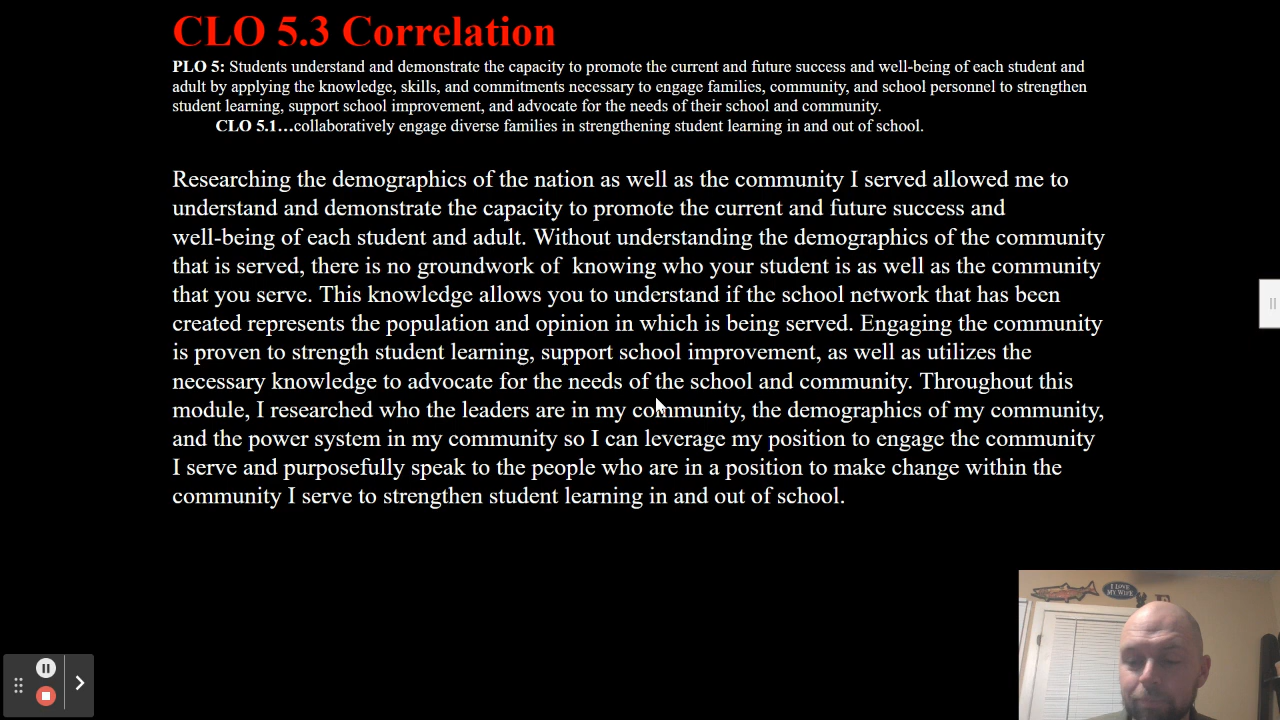 CLO 5.3 Correlation
PLO 5: Students understand and demonstrate the capacity to promote the current and future success and well-being of each student and
adult by applying the knowledge, skills, and commitments necessary to engage families, community, and school personnel to strengthen
student learning, support school improvement, and advocate for the needs of their school and community.
CLO 5.1…collaboratively engage diverse families in strengthening student learning in and out of school.
Researching the demographics of the nation as well as the community I served allowed me to
understand and demonstrate the capacity to promote the current and future success and
well-being of each student and adult. Without understanding the demographics of the community
that is served, there is no groundwork of  knowing who your student is as well as the community
that you serve. This knowledge allows you to understand if the school network that has been
created represents the population and opinion in which is being served. Engaging the community
is proven to strength student learning, support school improvement, as well as utilizes the
necessary knowledge to advocate for the needs of the school and community. Throughout this
module, I researched who the leaders are in my community, the demographics of my community,
and the power system in my community so I can leverage my position to engage the community
I serve and purposefully speak to the people who are in a position to make change within the
community I serve to strengthen student learning in and out of school.
I LOVE
MY WIFE